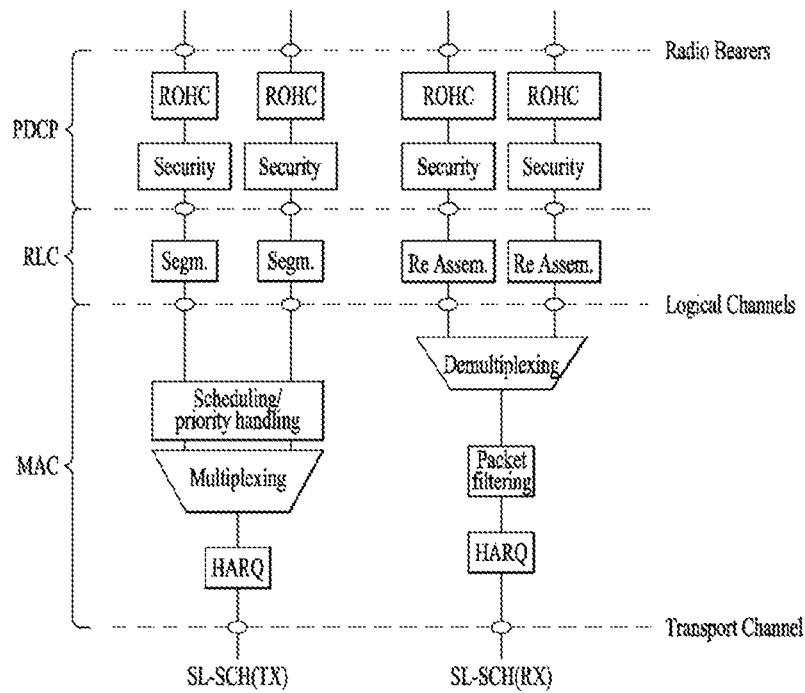 Radio Bearers
PDCP
ROHC ROHC ROHC ROHC
Security Security Security Security
RLC
Segm. Segm. Re Assem. Re Assem.
Logical Channels
Demultiplexing
Scheduling/
priority handling
MAC
Multiplexing
Packet
filtering
HARQ HARQ
Transport Channel
SL-SCH(TX) SL-SCH(RX)